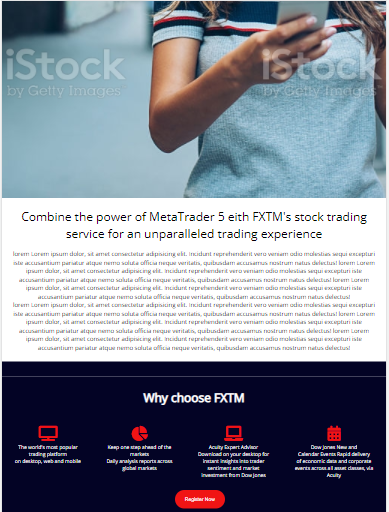 iStock
by Getty Images
iStock
by Getty Images
Combine the power of MetaTrader 5 eith FXTM's stock trading
service for an unparalleled trading experience
lorem Lorem ipsum dolor, sit amet consectetur adipisicing elit. Incidunt reprehenderit vero veniam odio molestias sequi excepturi
iste accusantium pariatur atque nemo soluta officia neque veritatis, quibusdam accusamus nostrum natus delectus! lorem Lorem
ipsum dolor, sit amet consectetur adipisicing elit. Incidunt reprehenderit vero veniam odio molestias sequi excepturi iste
accusantium pariatur atque nemo soluta officia neque veritatis, quibusdam accusamus nostrum natus delectus! lorem Lorem
ipsum dolor, sit amet consectetur adipisicing elit. Incidunt reprehenderit vero veniam odio molestias sequi excepturi iste
accusantium pariatur atque nemo soluta officia neque veritatis, quibusdam accusamus nostrum natus delectus!
lorem Lorem ipsum dolor, sit amet consectetur adipisicing elit. Incidunt reprehenderit vero veniam odio molestias sequi excepturi
iste accusantium pariatur atque nemo soluta officia neque veritatis, quibusdam accusamus nostrum natus delectus! lorem Lorem
ipsum dolor, sit amet consectetur adipisicing elit. Incidunt reprehenderit vero veniam odio molestias sequi excepturi iste
accusantium pariatur atque nemo soluta officia neque veritatis, quibusdam accusamus nostrum natus delectus! lorem Lorem
ipsum dolor, sit amet consectetur adipisicing elit. Incidunt reprehenderit vero veniam odio molestias sequi excepturi iste
accusantium pariatur atque nemo soluta officia neque veritatis, quibusdam accusamus nostrum natus delectus!
Why choose FXTM
The world's most popular
trading platform
on desktop, web and mobile
Keep one step ahead of the
markets
Daily analysis reports across
global markets
Acuity Expert Advisor
Download on your desktop for
instant insights into trader
sentiment and market
investment from Dow Jones
Dow Jones New and
Calendar Events Rapid delivery
of economic data and corporate
events across all asset classes, via
Acuity
Register Now